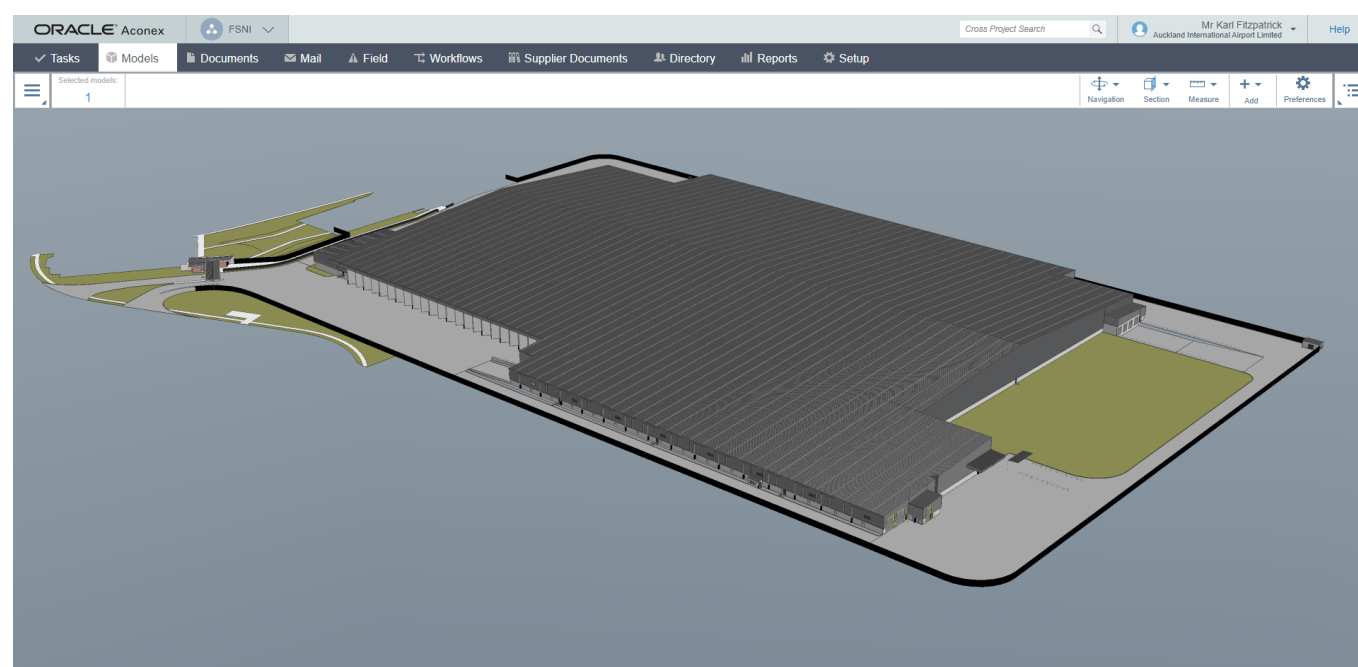 ORACLE Aconex
FSNI
Cross Project Search
Mr Karl Fitzpatrick
Auckland International Airport Limited
Help
Tasks
Models
Documents
Mail
Field
Workflows
Supplier Documents
Directory
Reports
Setup
Selected models:
1
Navigation
Section
Measure
Add
Preferences